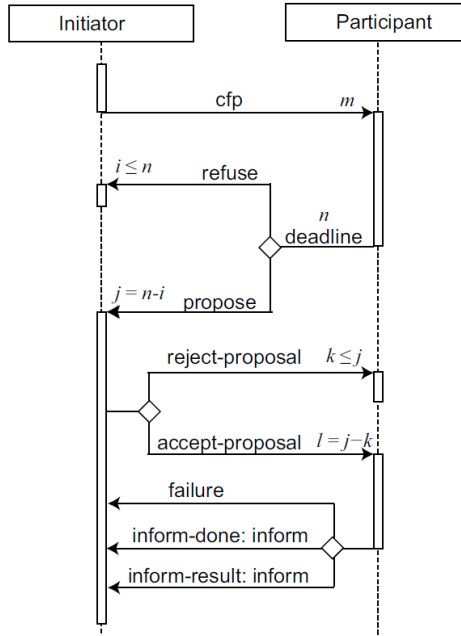 Initiator
Participant
cfp
m
i ≤ n
refuse
n
deadline
j = n-i
propose
reject-proposal
k ≤ j
accept-proposal
l = j–k
failure
inform-done: inform
inform-result: inform